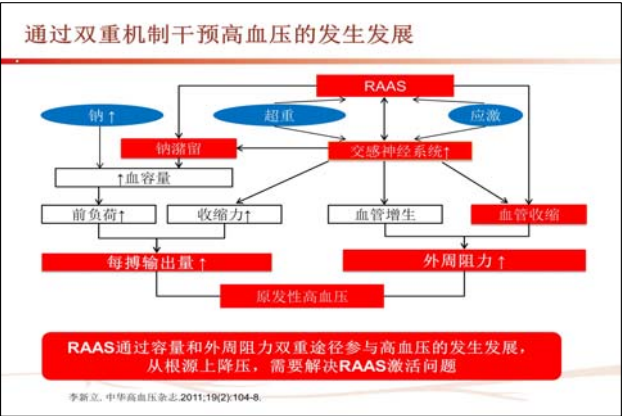 通过双重机制干预高血压的发生发展
RAAS
钠↑
超重
应激
钠潴留
交感神经系统↑
↑血容量
前负荷↑
收缩力↑
血管增生
血管收缩
每搏输出量↑
外周阻力↑
原发性高血压
RAAS通过容量和外周阻力双重途径参与高血压的发生发展，
从根源上降压，需要解决RAAS激活问题
李新立. 中华高血压杂志.2011;19(2):104-8.